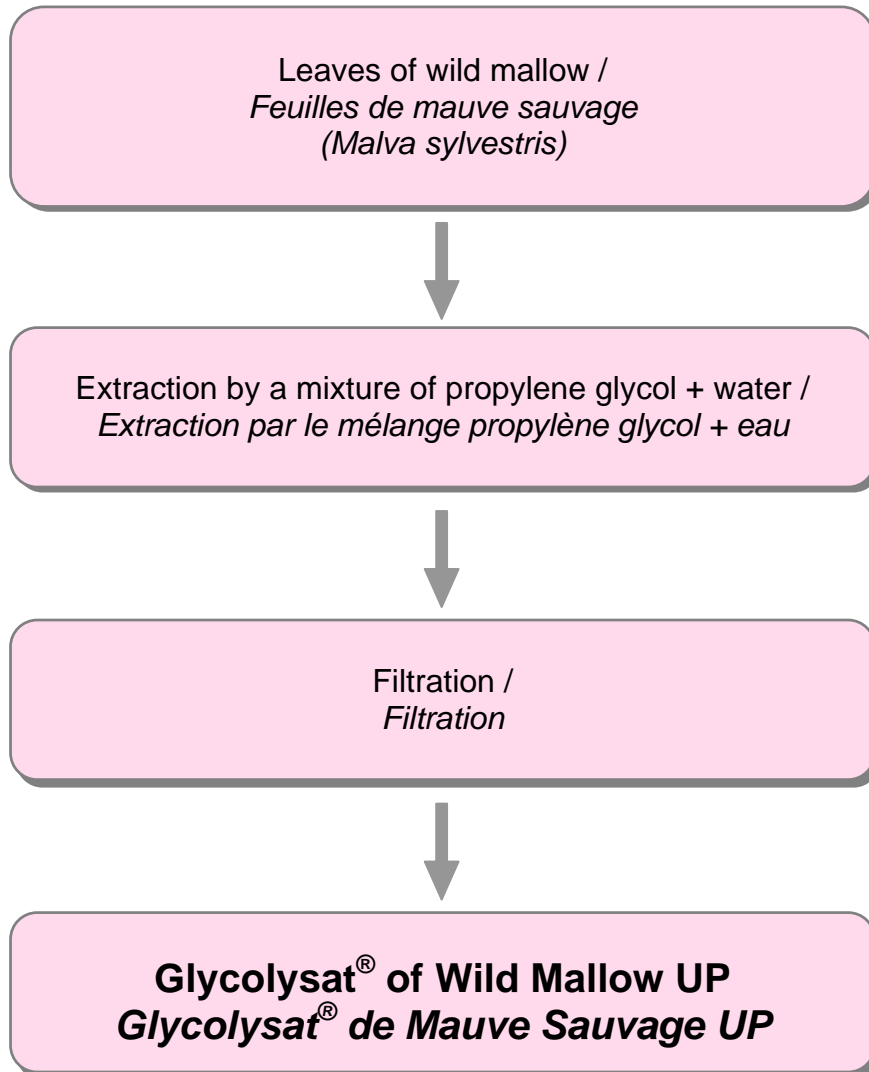 Leaves of wild mallow /
Feuilles de mauve sauvage
(Malva sylvestris)
Extraction by a mixture of propylene glycol + water /
Extraction par le mélange propylène glycol + eau
Filtration /
Filtration
Glycolysat® of Wild Mallow UP
Glycolysat® de Mauve Sauvage UP